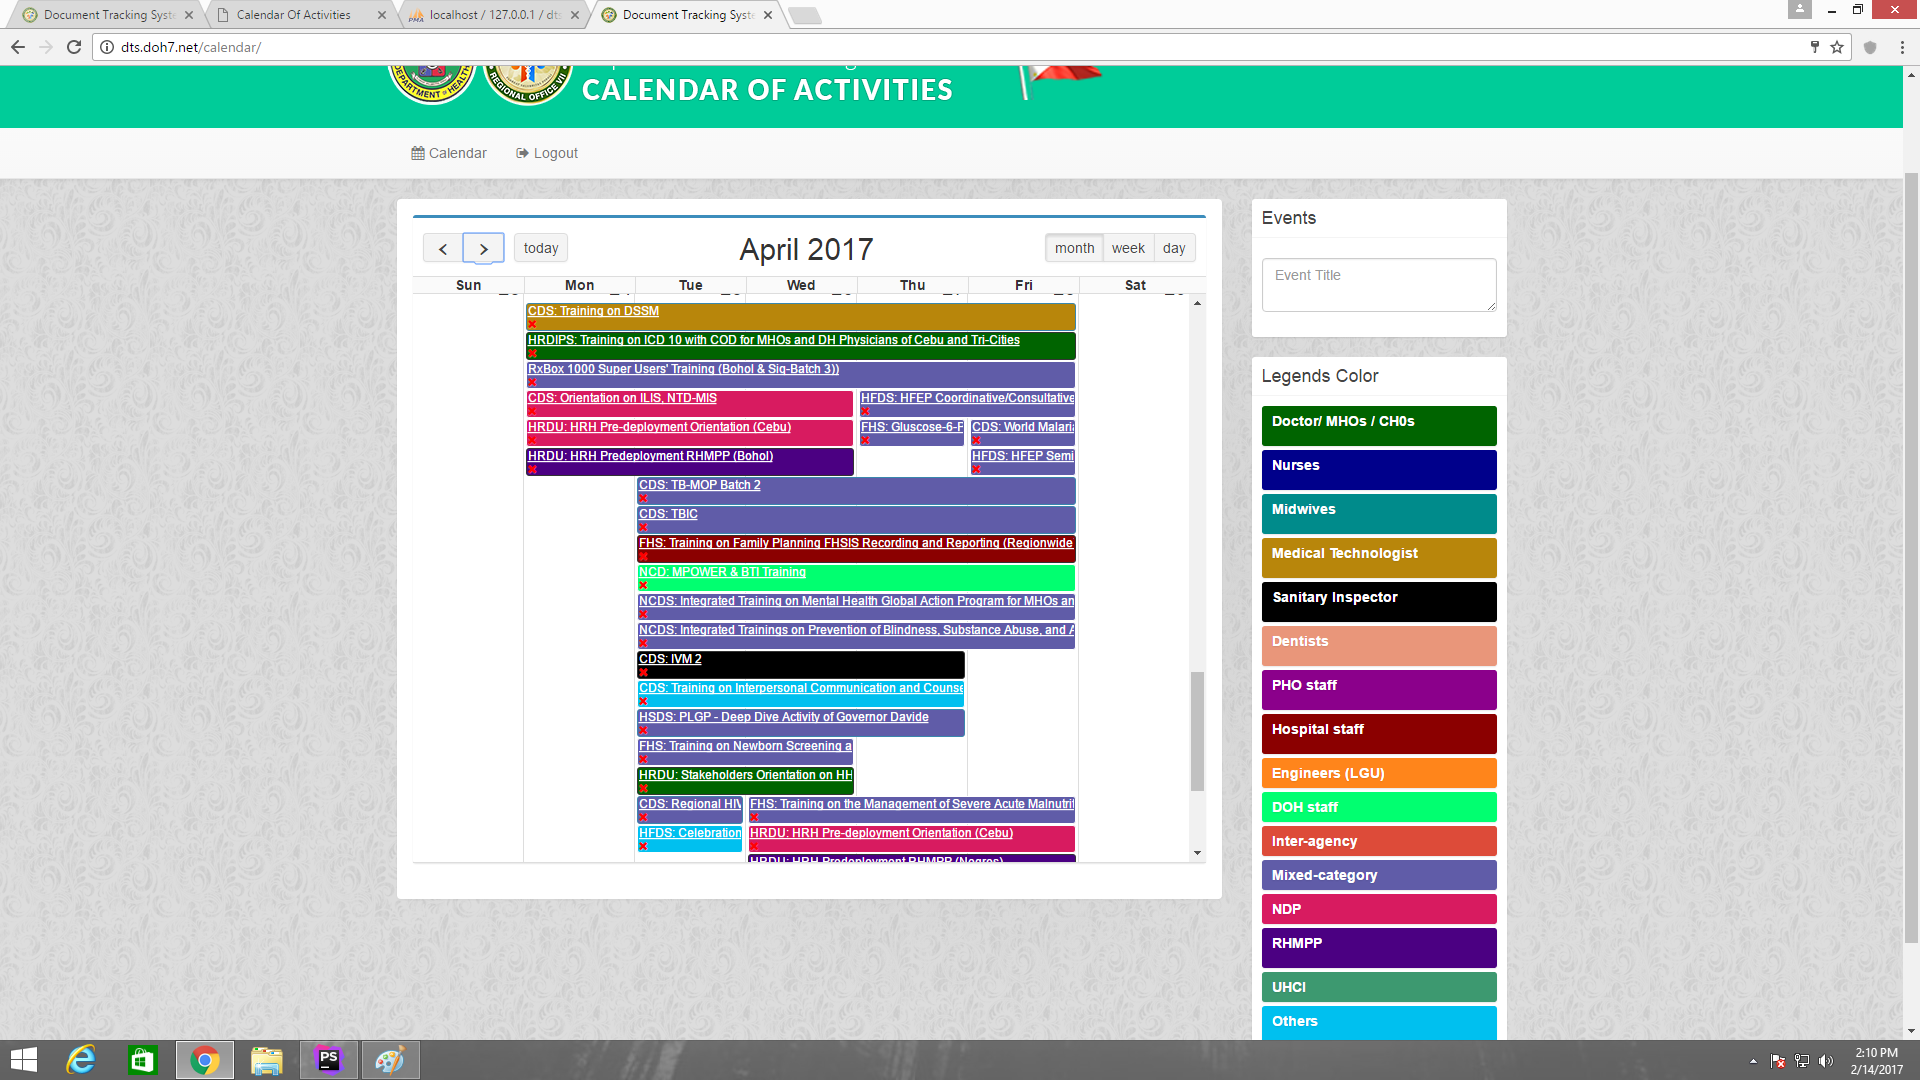 Document Tracking Syste
Calendar Of Activities
localhost / 127.0.0.1 / dts
Document Tracking Syste
dts.doh7.net/calendar/
DEPARTMENT of HEALTH
REGIONAL OFFICE VII
CALENDAR OF ACTIVITIES
Calendar
Logout
today
April 2017
month
week
day
Sun
Mon
Tue
Wed
Thu
Fri
Sat
CDS: Training on DSSM
HRDIPS: Training on ICD 10 with COD for MHOs and DH Physicians of Cebu and Tri-Cities
RxBox 1000 Super Users' Training (Bohol & Siq-Batch 3))
CDS: Orientation on ILIS, NTD-MIS
HFDS: HFEP Coordinative/Consultative
HRDU: HRH Pre-deployment Orientation (Cebu)
FHS: Gluscose-6-P
CDS: World Malaria
HRDU: HRH Predeployment RHMPP (Bohol)
HFDS: HFEP Semi
CDS: TB-MOP Batch 2
CDS: TBIC
FHS: Training on Family Planning FHSIS Recording and Reporting (Regionwide
NCD: MPOWER & BTI Training
NCDS: Integrated Training on Mental Health Global Action Program for MHOs an
NCDS: Integrated Trainings on Prevention of Blindness, Substance Abuse, and A
CDS: IVM 2
CDS: Training on Interpersonal Communication and Counse
HSDS: PLGP - Deep Dive Activity of Governor Davide
FHS: Training on Newborn Screening a
HRDU: Stakeholders Orientation on HH
CDS: Regional HIV
FHS: Training on the Management of Severe Acute Malnutrit
HFDS: Celebration
HRDU: HRH Pre-deployment Orientation (Cebu)
HRDU: HRH Predeployment RHMPP (Negros)
Events
Event Title
Legends Color
Doctor/ MHOs / CH0s
Nurses
Midwives
Medical Technologist
Sanitary Inspector
Dentists
PHO staff
Hospital staff
Engineers (LGU)
DOH staff
Inter-agency
Mixed-category
NDP
RHMPP
UHCI
Others
PS
2:10 PM
2/14/2017